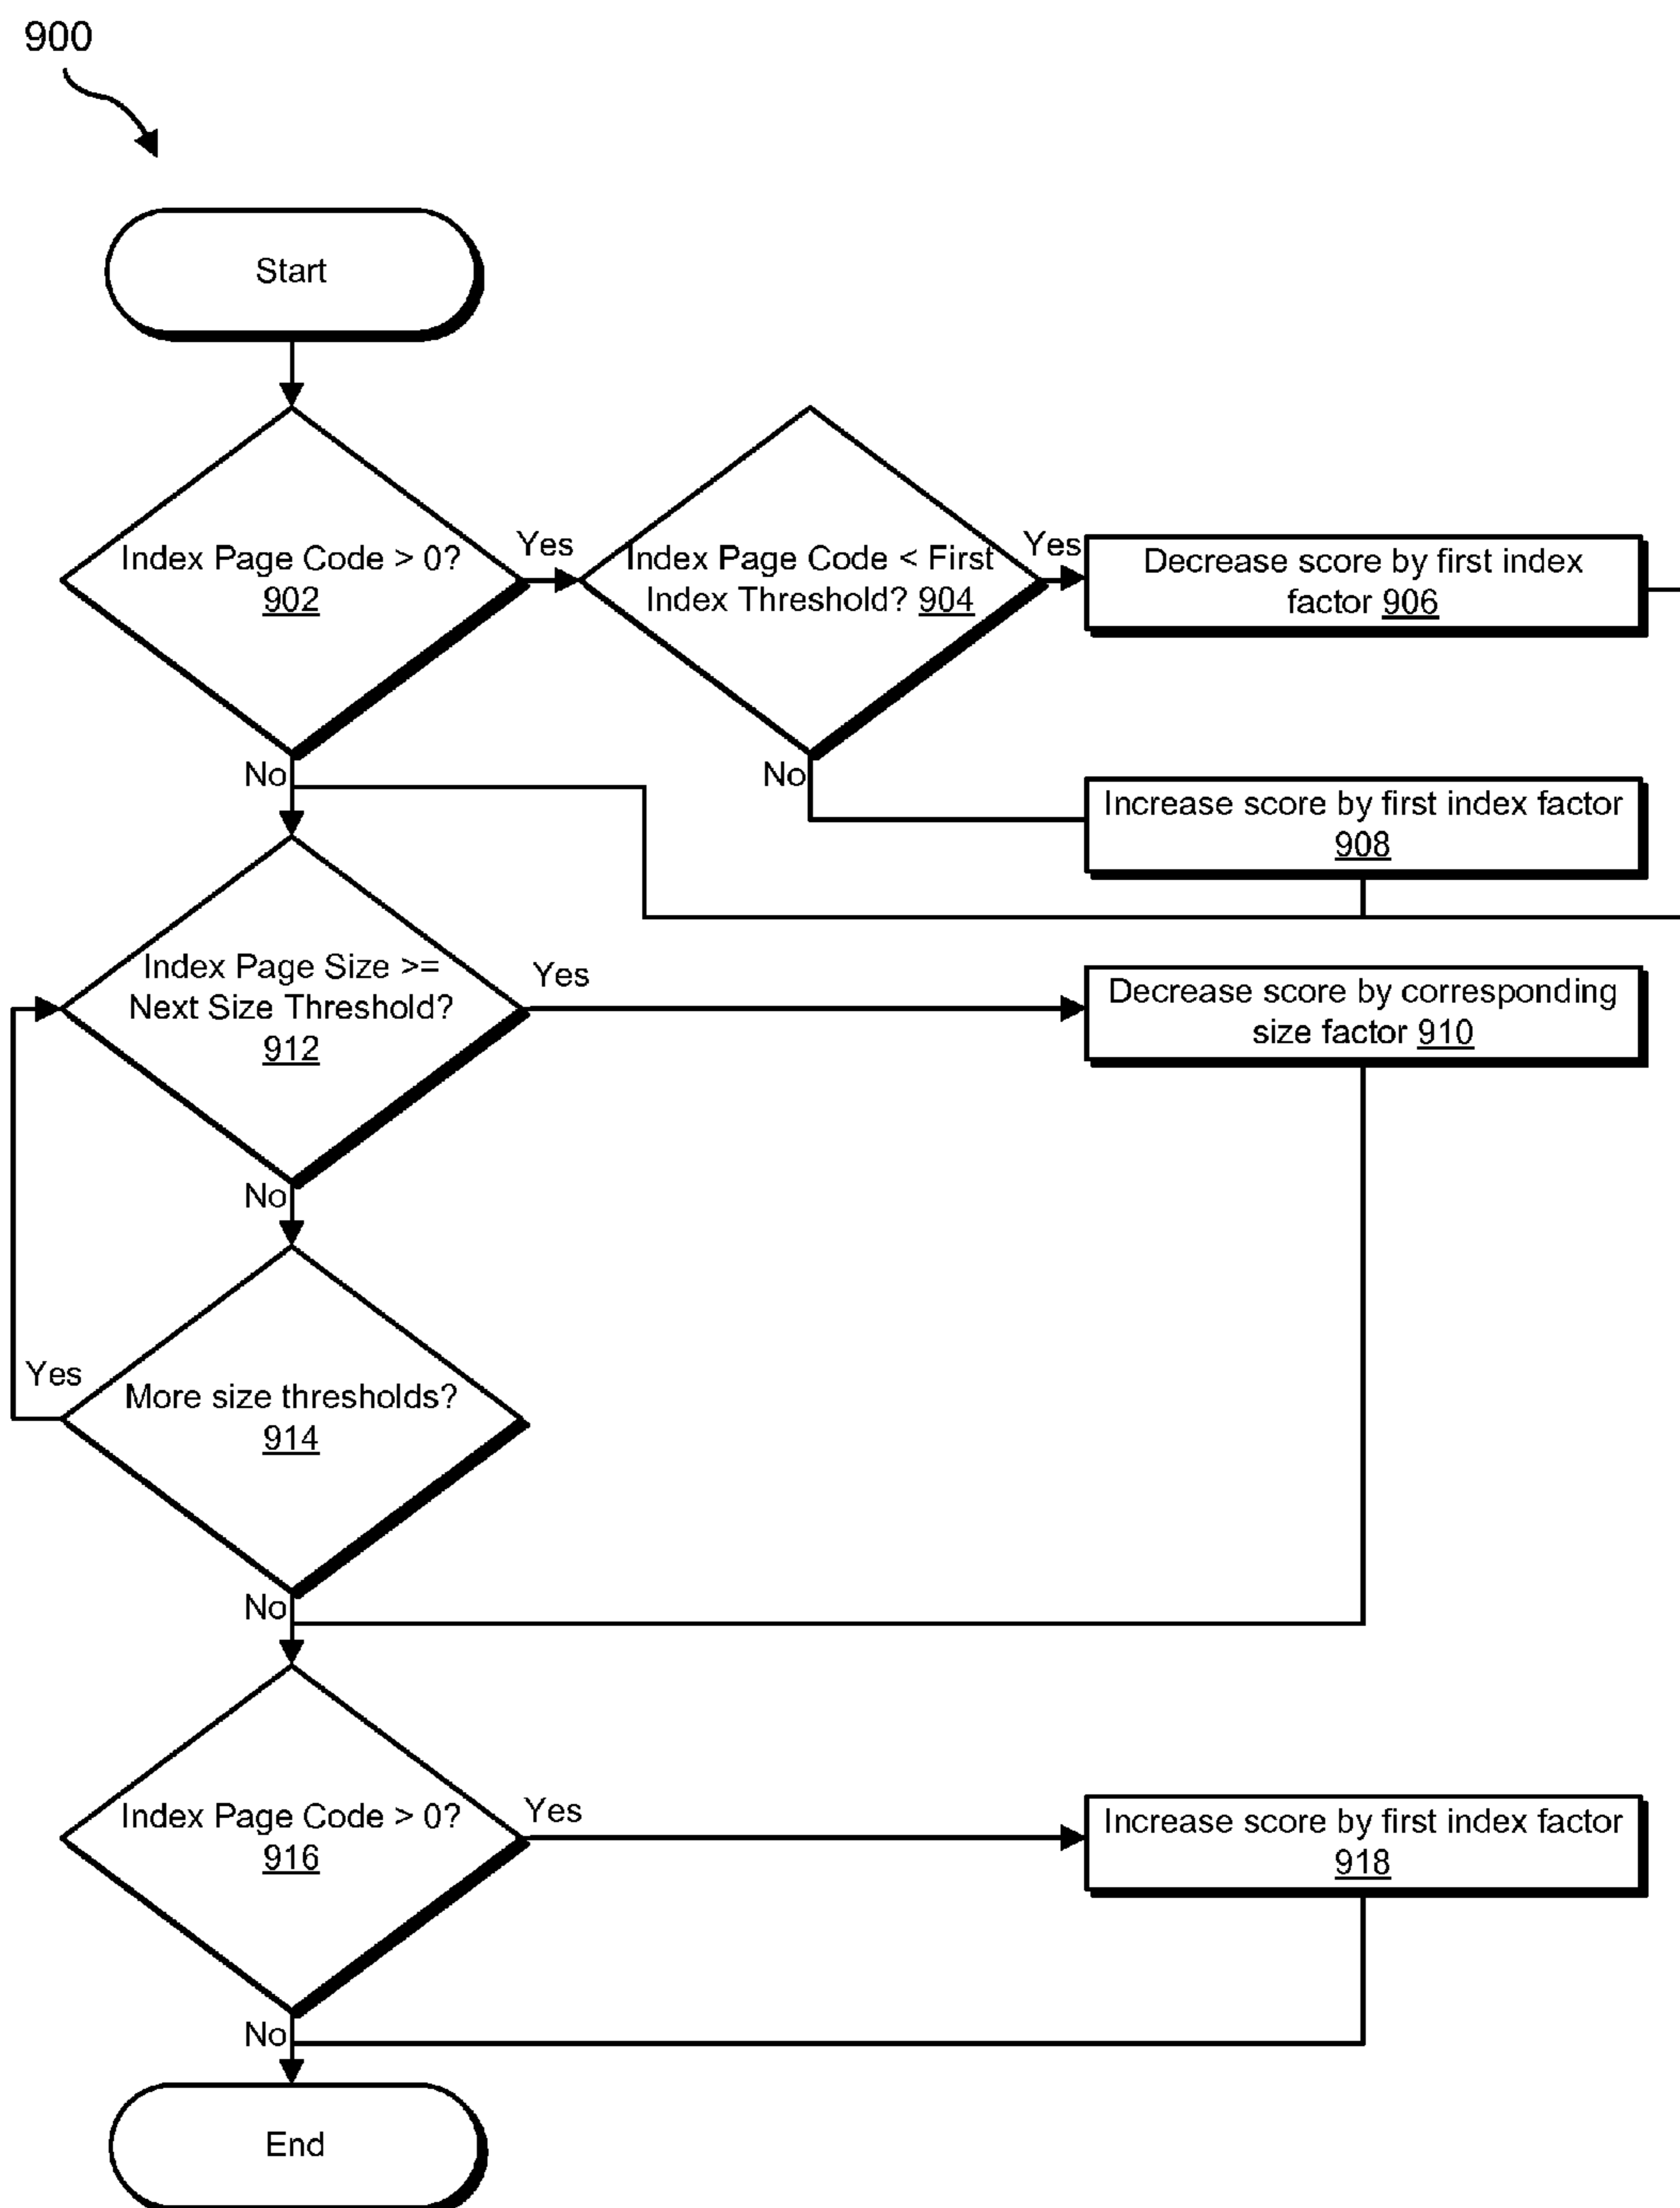 900
Start
Index Page Code > 0?
902
Yes
No
Index Page Code < First
Index Threshold? 904
Yes
No
Decrease score by first index
factor 906
Increase score by first index factor
908
Index Page Size >=
Next Size Threshold?
912
Yes
No
Decrease score by corresponding
size factor 910
More size thresholds?
914
Yes
No
Index Page Code > 0?
916
Yes
No
Increase score by first index factor
918
End